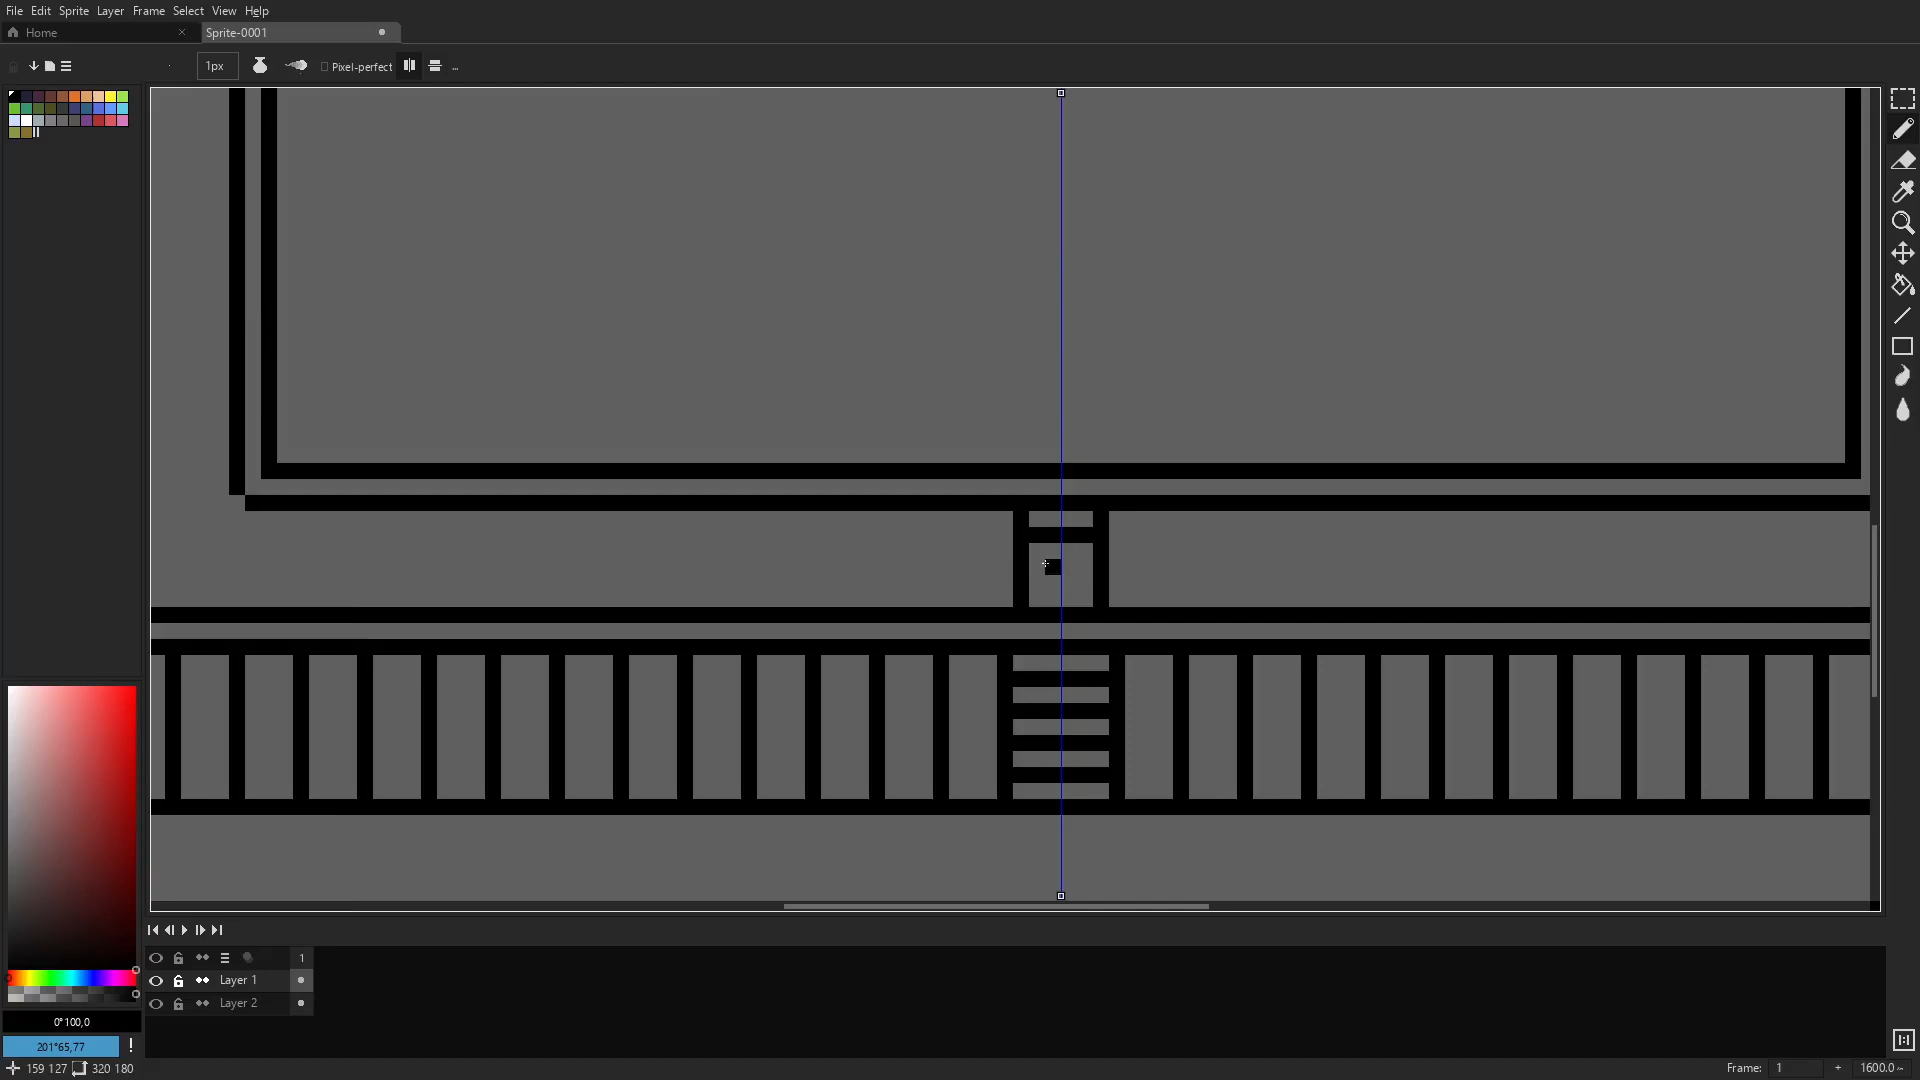 File Edit Sprite Layer Frame Select View Help
Home Sprite-0001
1px Pixel-perfect ...
1
Layer 1
Layer 2
0°100,0
201°65,77 !
159 127 320 180 Frame: 1 + 1600.0